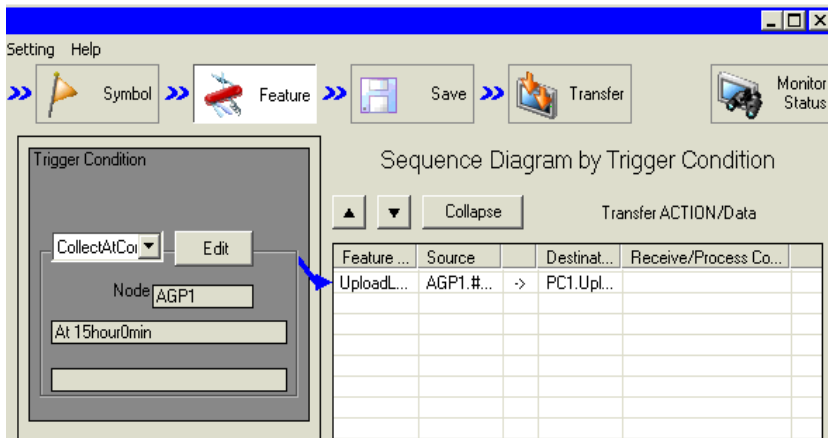 Setting Help
Symbol Feature Save Transfer Monitor Status
Trigger Condition
Sequence Diagram by Trigger Condition
Collapse Transfer ACTION/Data
CollectAtCo Edit
Feature ... Source Destinat... Receive/Process Co...
UploadL... AGP1.#... -> PC1.Upl...
Node AGP1
At 15hour0min